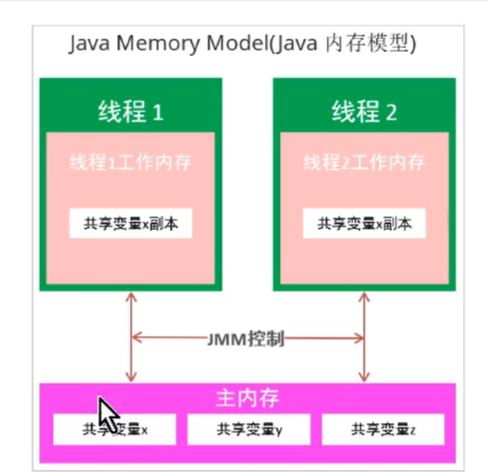 Java Memory Model(Java 内存模型)
线程 1
线程 2
线程1工作内存
线程2工作内存
共享变量x副本
共享变量x副本
JMM控制
主内存
共享变量x
共享变量y
共享变量z